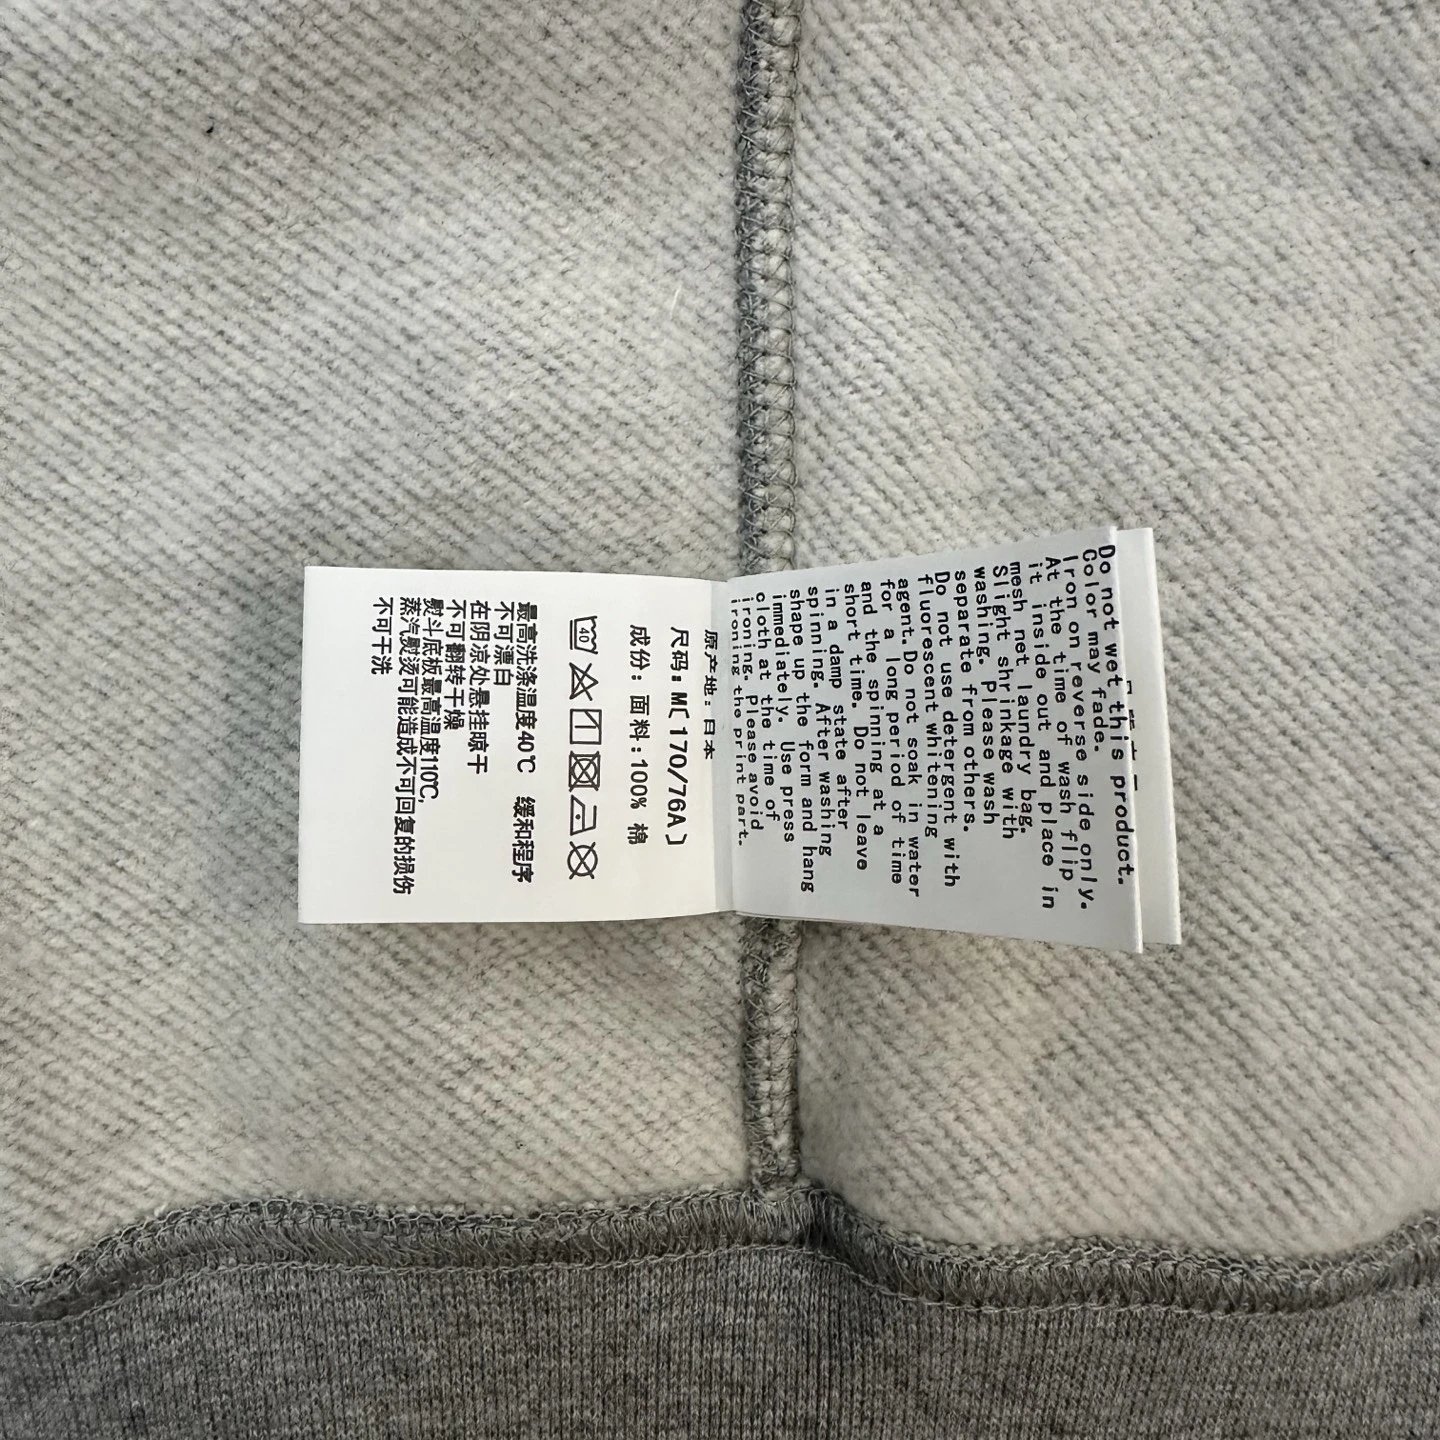 原产地：日本
尺码：M(170/76A)
成份：面料：100% 棉
40
最高洗涤温度40℃ 缓和程序
不可漂白
在阴凉处悬挂晾干
不可翻转干燥
熨斗底板最高温度110℃,
蒸汽熨烫可能造成不可回复的损伤
不可干洗
Do not wet this product.
Color may fade.
Iron on reverse side only.
At the time of wash flip
it inside out and place in
mesh net laundry bag.
Slight shrinkage with
washing. Please wash
separate from others.
Do not use detergent with
fluorescent whitening
agent. Do not soak in water
for a long period of time
and the spinning at a
short time. Do not leave
in a damp state after
spinning. After washing
shape up the form and hang
immediately. Use press
cloth at the time of
ironing. Please avoid
ironing the print part.